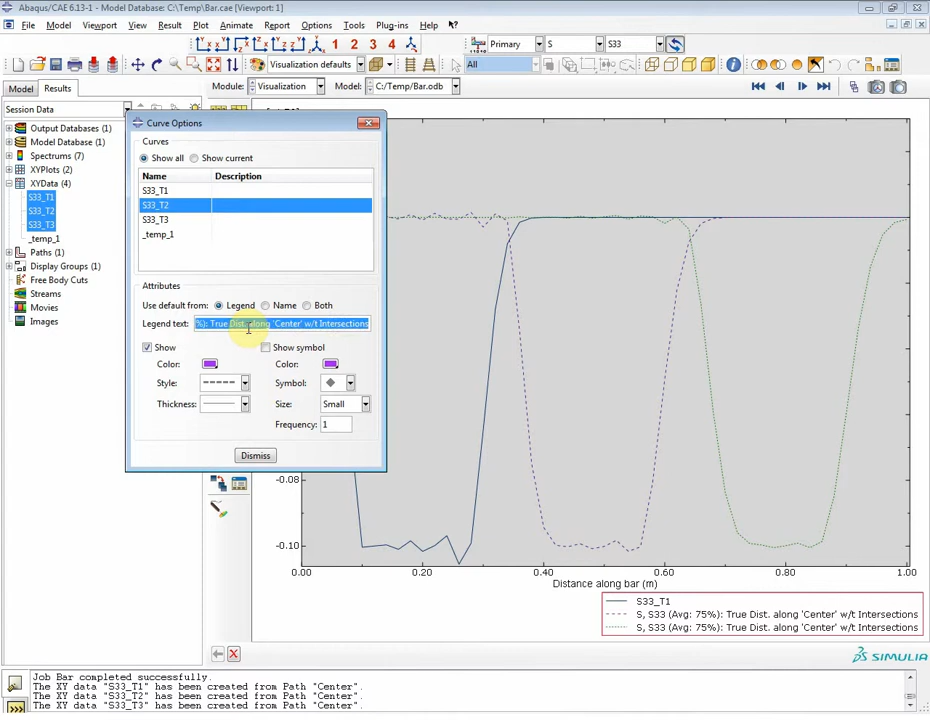 Abaqus/CAE 6.13-1 - Model Database: C:\Temp\Bar.cae [Viewport: 1]
File Model Viewport View Result Plot Animate Report Options Tools Plug-ins Help
1 2 3 4 Primary S S33
Visualization defaults All
Model Results Module: Visualization Model: C:/Temp/Bar.odb
Session Data
Output Databases (1)
Model Database (1)
Spectrums (7)
XYPlots (2)
XYData (4)
S33_T1
S33_T2
S33_T3
_temp_1
Paths (1)
Display Groups (1)
Free Body Cuts
Streams
Movies
Images
Curve Options
Curves
Show all Show current
Name Description
S33_T1
S33_T2
S33_T3
_temp_1
Attributes
Use default from: Legend Name Both
Legend text: %): True Dist. along 'Center' w/t Intersections
Show Show symbol
Color: Color:
Style: Symbol:
Thickness: Size: Small
Frequency: 1
Dismiss
-0.08
-0.10
0.00 0.20 0.40 0.60 0.80 1.00
Distance along bar (m)
S33_T1
S, S33 (Avg: 75%): True Dist. along 'Center' w/t Intersections
S, S33 (Avg: 75%): True Dist. along 'Center' w/t Intersections
SIMULIA
Job Bar completed successfully.
The XY data "S33_T1" has been created from Path "Center".
The XY data "S33_T2" has been created from Path "Center".
The XY data "S33_T3" has been created from Path "Center".
>>>